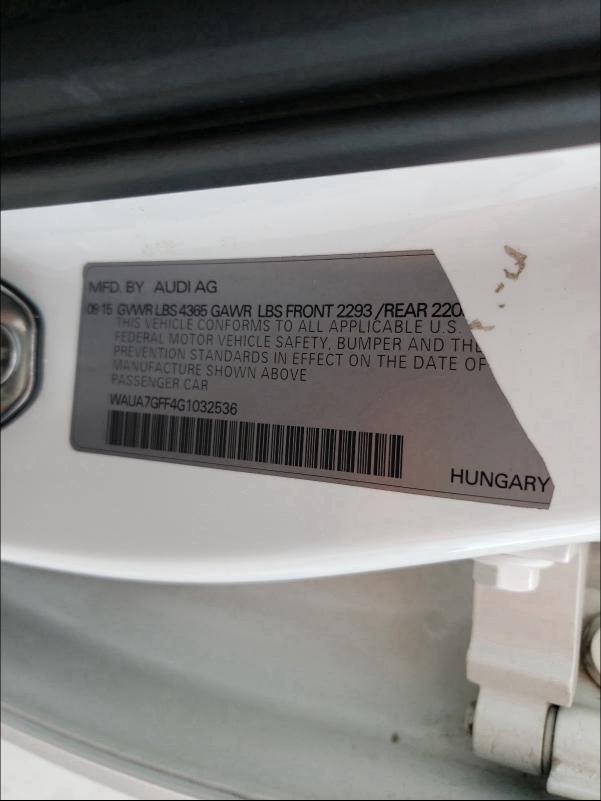 MFD. BY AUDI AG
09 15 GVWR LBS 4365 GAWR LBS FRONT 2293 /REAR 220
THIS VEHICLE CONFORMS TO ALL APPLICABLE U.S.
FEDERAL MOTOR VEHICLE SAFETY, BUMPER AND THE
PREVENTION STANDARDS IN EFFECT ON THE DATE OF
MANUFACTURE SHOWN ABOVE
PASSENGER CAR
WAUA7GFF4G1032536
HUNGARY